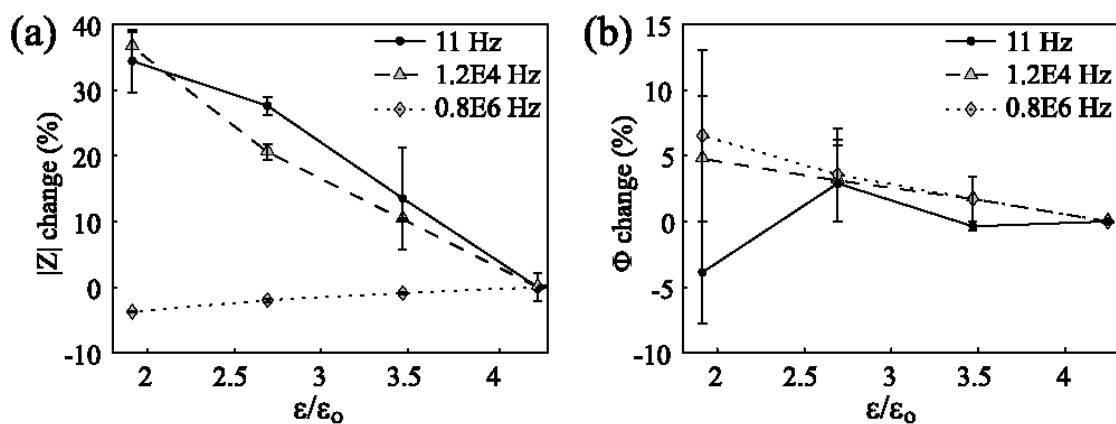 (a)
40
30
20
10
0
-10
|Z| change (%)
11 Hz
1.2E4 Hz
0.8E6 Hz
2 2.5 3 3.5 4
ε/ε₀
(b)
15
10
5
0
-5
-10
Φ change (%)
11 Hz
1.2E4 Hz
0.8E6 Hz
2 2.5 3 3.5 4
ε/ε₀